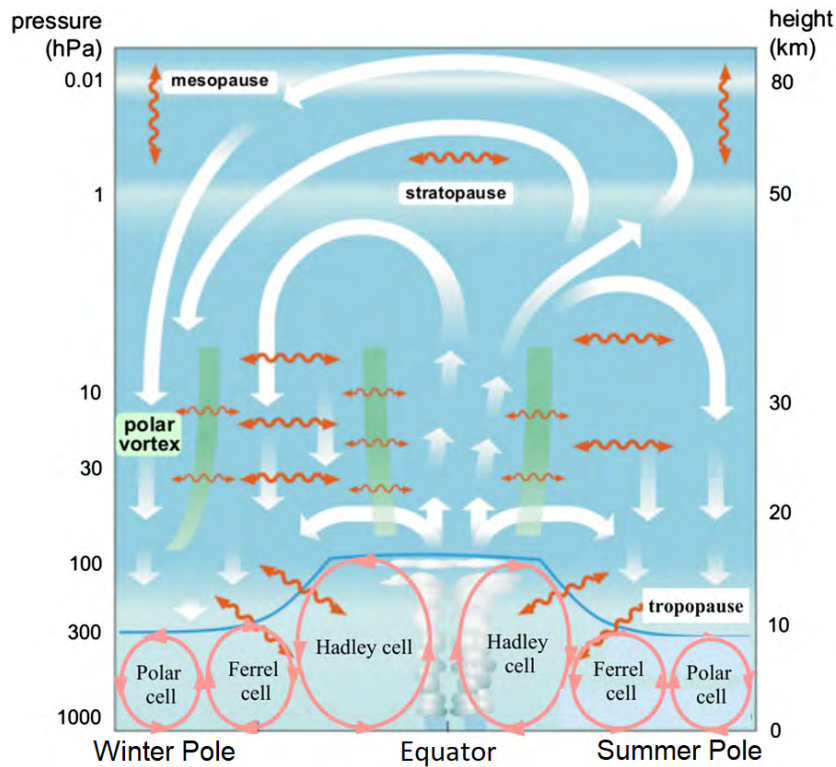 pressure
(hPa)
height
(km)
0.01
mesopause
80
1
stratopause
50
10
30
polar
vortex
30
20
100
tropopause
300
10
Hadley cell
Hadley
cell
Polar
cell
Ferrel
cell
Ferrel
cell
Polar
cell
1000
0
Winter Pole
Equator
Summer Pole